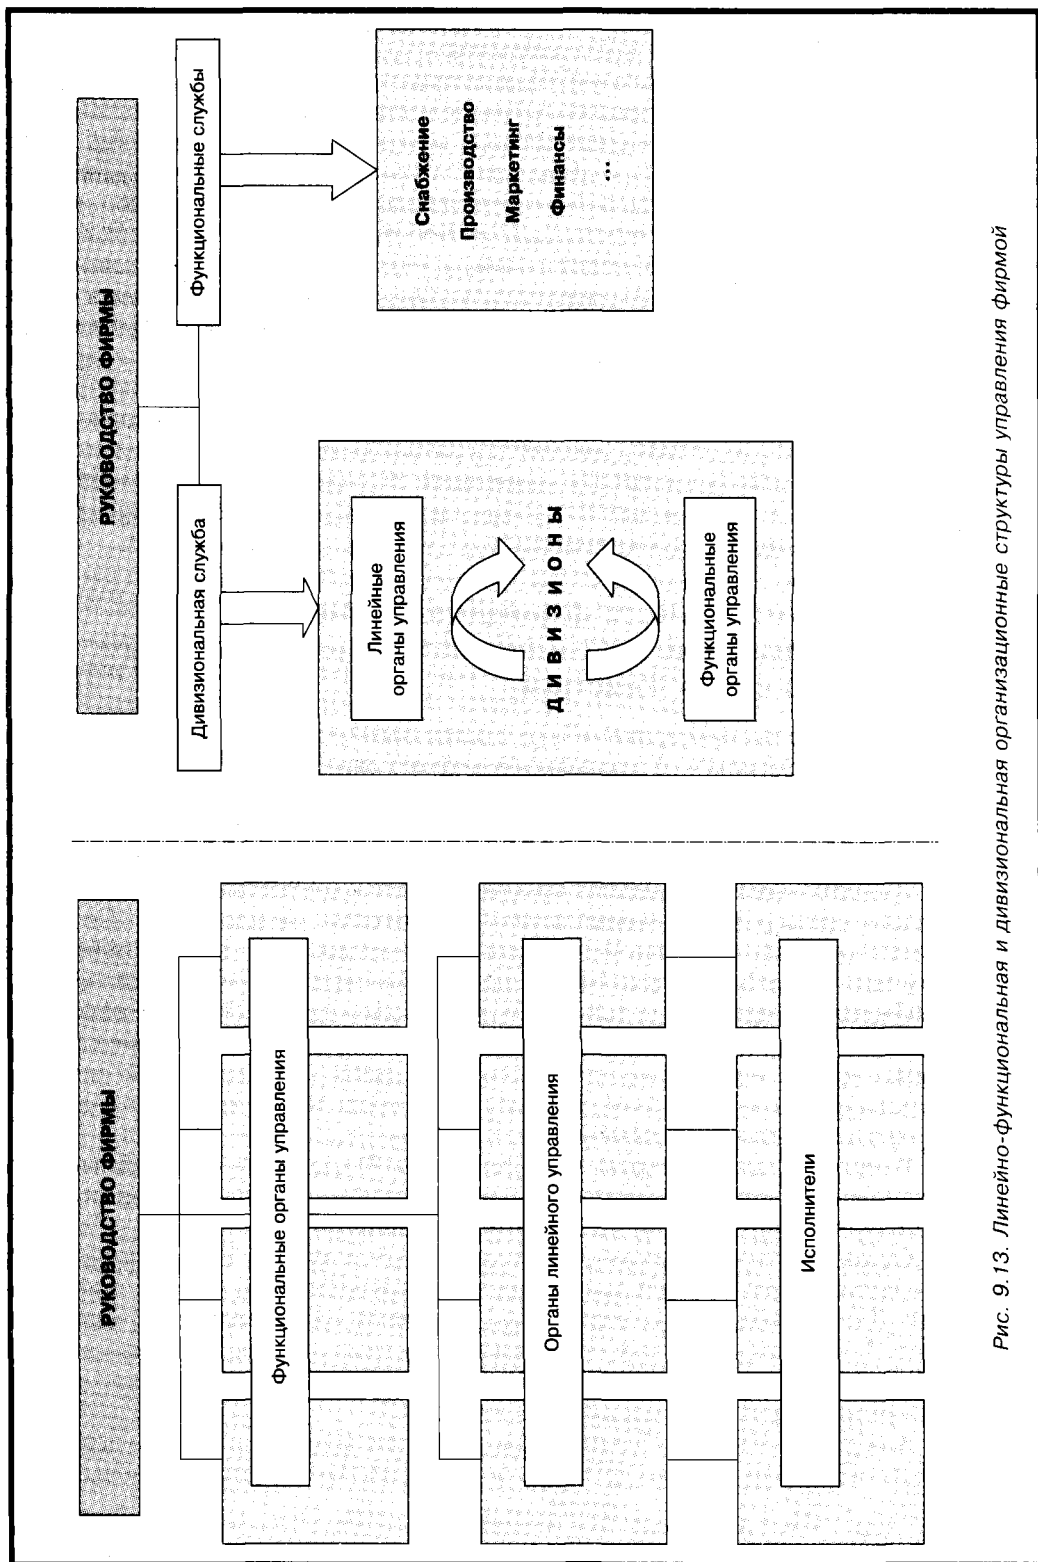 РУКОВОДСТВО ФИРМЫ
Функциональные органы управления
Органы линейного управления
Исполнители
РУКОВОДСТВО ФИРМЫ
Дивизиональная служба
Функциональные службы
Линейные
органы управления
ДИВИЗИОНЫ
Функциональные
органы управления
Снабжение
Производство
Маркетинг
Финансы
...
Рис. 9.13. Линейно-функциональная и дивизиональная организационные структуры управления фирмой